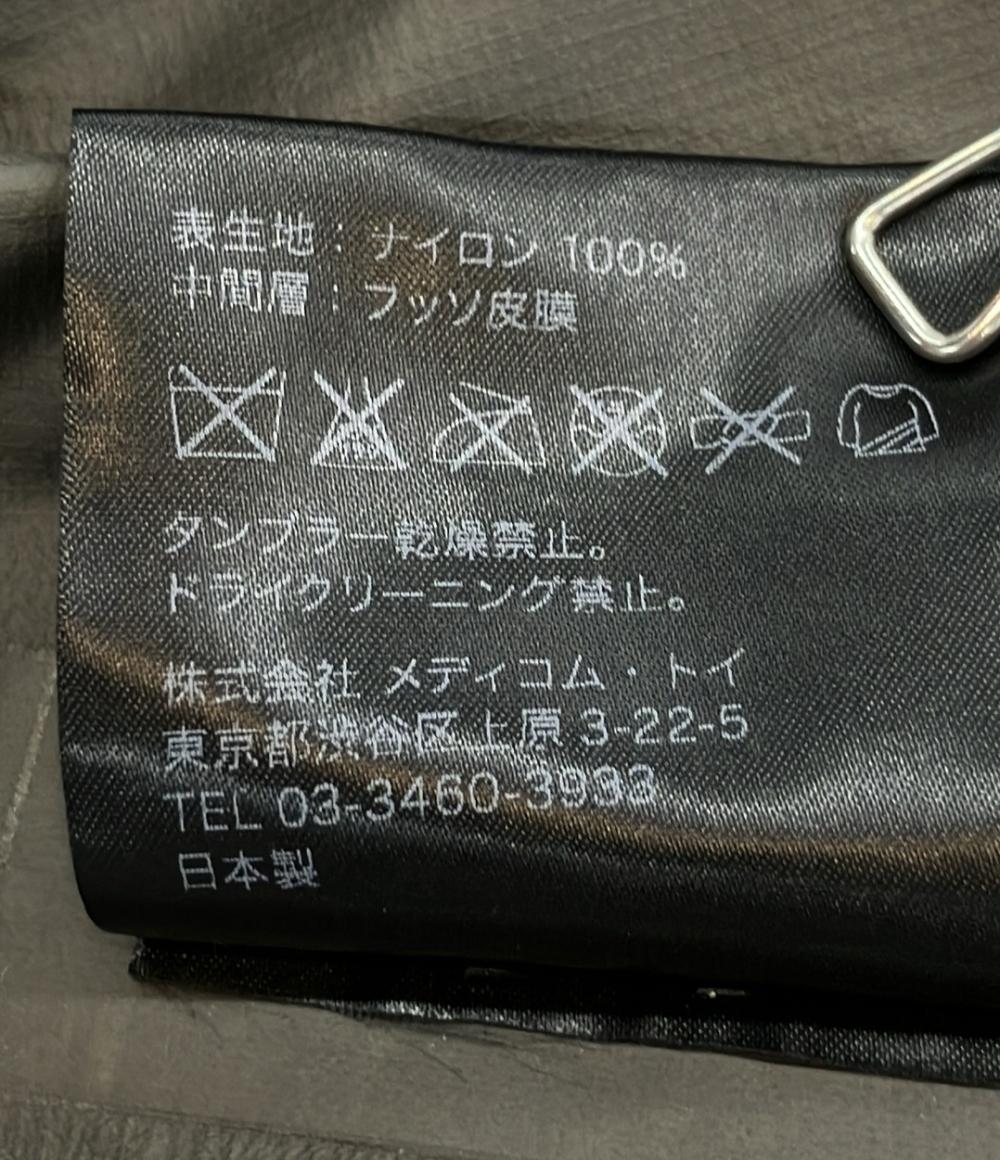 表生地：ナイロン 100%
中間層：フッソ皮膜
タンブラー乾燥禁止。
ドライクリーニング禁止。
株式会社 メディコム・トイ
東京都渋谷区上原 3-22-5
TEL 03-3460-3933
日本製